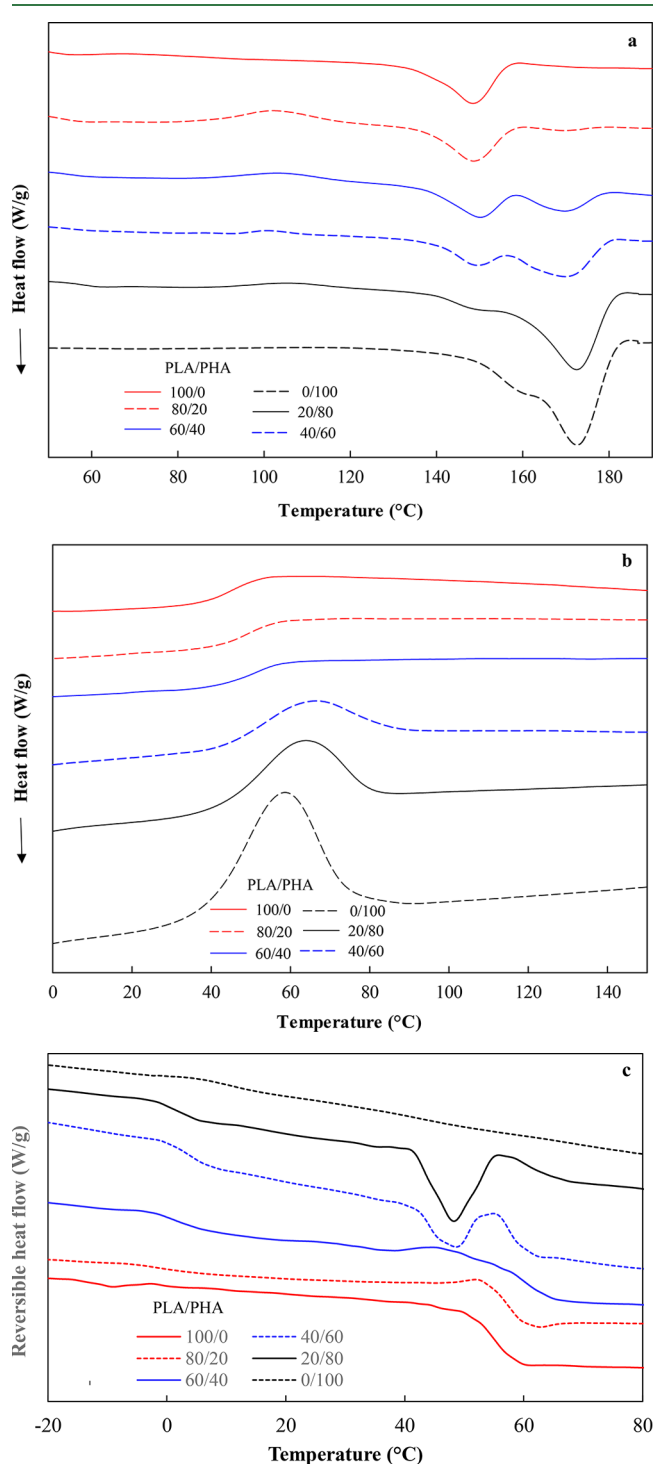 a
Heat flow (W/g)
PLA/PHA
100/0 0/100
80/20 20/80
60/40 40/60
60 80 100 120 140 160 180
Temperature (°C)
b
Heat flow (W/g)
PLA/PHA
100/0 0/100
80/20 20/80
60/40 40/60
0 20 40 60 80 100 120 140
Temperature (°C)
c
Reversible heat flow (W/g)
PLA/PHA
100/0 40/60
80/20 20/80
60/40 0/100
-20 0 20 40 60 80
Temperature (°C)